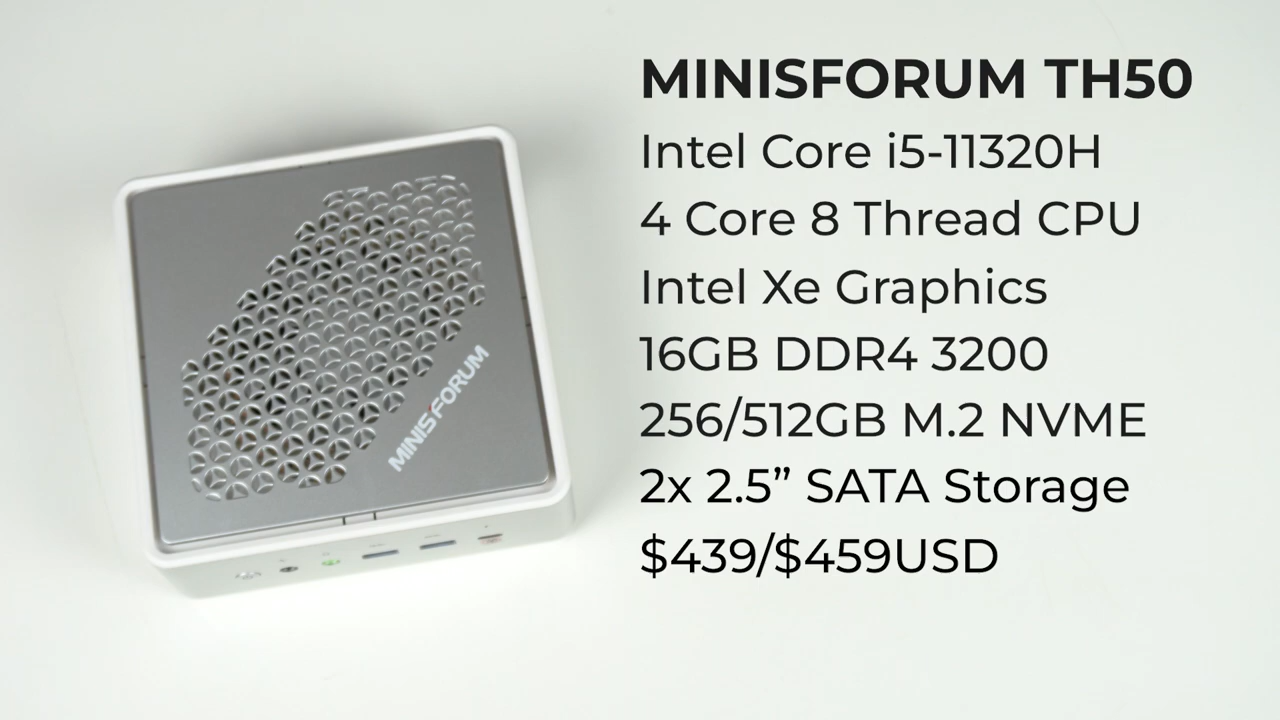 MINISFORUM TH50
Intel Core i5-11320H
4 Core 8 Thread CPU
Intel Xe Graphics
16GB DDR4 3200
256/512GB M.2 NVME
2x 2.5” SATA Storage
$439/$459USD
MINISFORUM